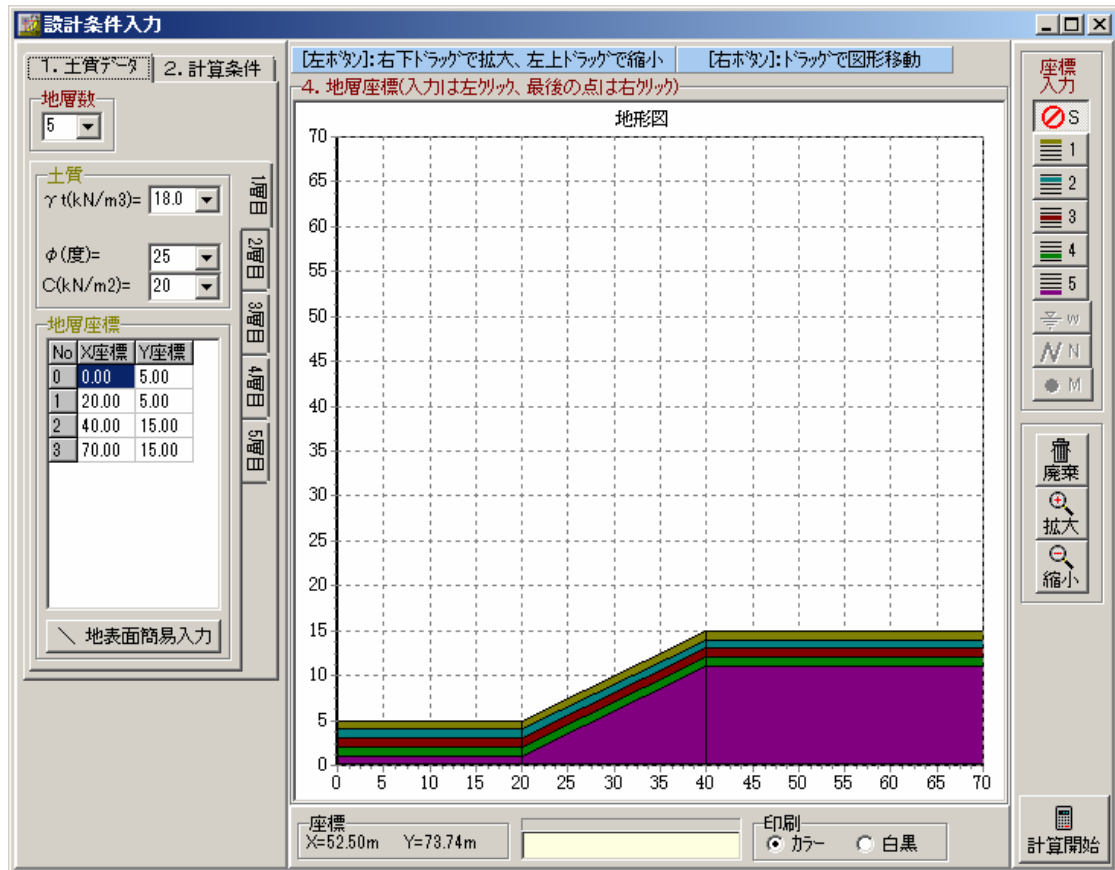 設計条件入力
1. 土質データ
2. 計算条件
地層数
5
土質
γt(kN/m3)=
18.0
φ(度)=
25
C(kN/m2)=
20
地層座標
No X座標 Y座標
0 0.00 5.00
1 20.00 5.00
2 40.00 15.00
3 70.00 15.00
地表面簡易入力
1層目
2層目
3層目
4層目
5層目
[左ボタン]:右下ドラッグで拡大、左上ドラッグで縮小
[右ボタン]:ドラッグで図形移動
4. 地層座標(入力は左クリック、最後の点は右クリック)
地形図
70
65
60
55
50
45
40
35
30
25
20
15
10
5
0
0 5 10 15 20 25 30 35 40 45 50 55 60 65 70
座標
X=52.50m Y=73.74m
印刷
カラー
白黒
座標
入力
S
1
2
3
4
5
W
N
M
廃棄
拡大
縮小
計算開始